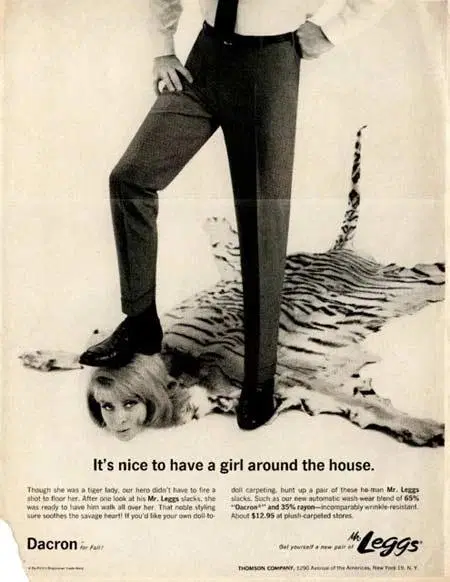 It's nice to have a girl around the house.
Though she was a tiger lady, our hero didn't have to fire a
shot to floor her. After one look at his Mr. Leggs slacks, she
was ready to have him walk all over her. That noble styling
sure soothes the savage heart! If you'd like your own doll-to-
doll carpeting, hunt up a pair of these he-man Mr. Leggs
slacks. Such as our new automatic wash wear blend of 65%
"Dacron®" and 35% rayon—incomparably wrinkle-resistant.
About $12.95 at plush-carpeted stores.
Dacron for Fall!
Get yourself a new pair of Mr. Leggs®
THOMSON COMPANY, 1290 Avenue of the Americas, New York 19, N. Y.